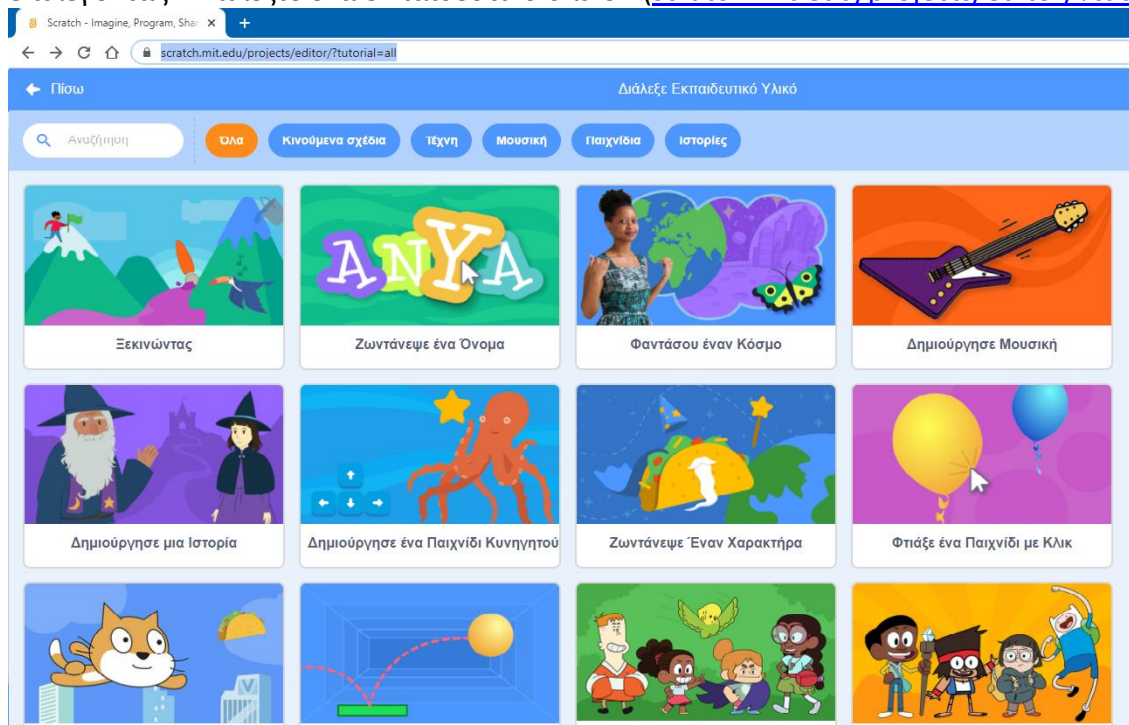 Scratch - Imagine, Program, Shar
scratch.mit.edu/projects/editor/?tutorial=all
Πίσω
Διάλεξε Εκπαιδευτικό Υλικό
Αναζήτηση
Όλα
Κινούμενα σχέδια
Τέχνη
Μουσική
Παιχνίδια
Ιστορίες
ANYA
Ξεκινώντας
Ζωντάνεψε ένα Όνομα
Φαντάσου έναν Κόσμο
Δημιούργησε Μουσική
Δημιούργησε μια Ιστορία
Δημιούργησε ένα Παιχνίδι Κυνηγητού
Ζωντάνεψε Έναν Χαρακτήρα
Φτιάξε ένα Παιχνίδι με Κλικ